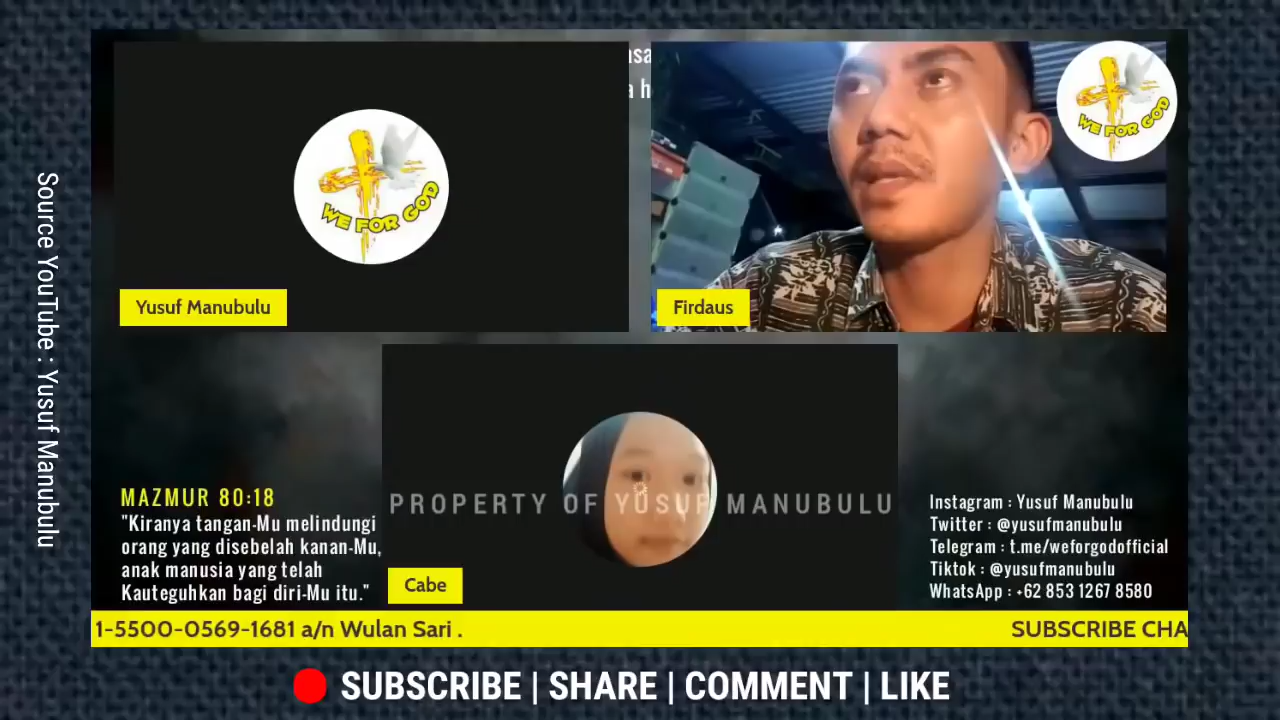 asa
a h
WE FOR GOD
WE FOR GOD
Yusuf Manubulu
Firdaus
Source YouTube : Yusuf Manubulu
MAZMUR 80:18
"Kiranya tangan-Mu melindungi
orang yang disebelah kanan-Mu,
anak manusia yang telah
Kauteguhkan bagi diri-Mu itu."
PROPERTY OF YUSUF MANUBULU
Cabe
Instagram : Yusuf Manubulu
Twitter : @yusufmanubulu
Telegram : t.me/weforgodofficial
Tiktok : @yusufmanubulu
WhatsApp : +62 853 1267 8580
1-5500-0569-1681 a/n Wulan Sari .
SUBSCRIBE CHA
SUBSCRIBE | SHARE | COMMENT | LIKE